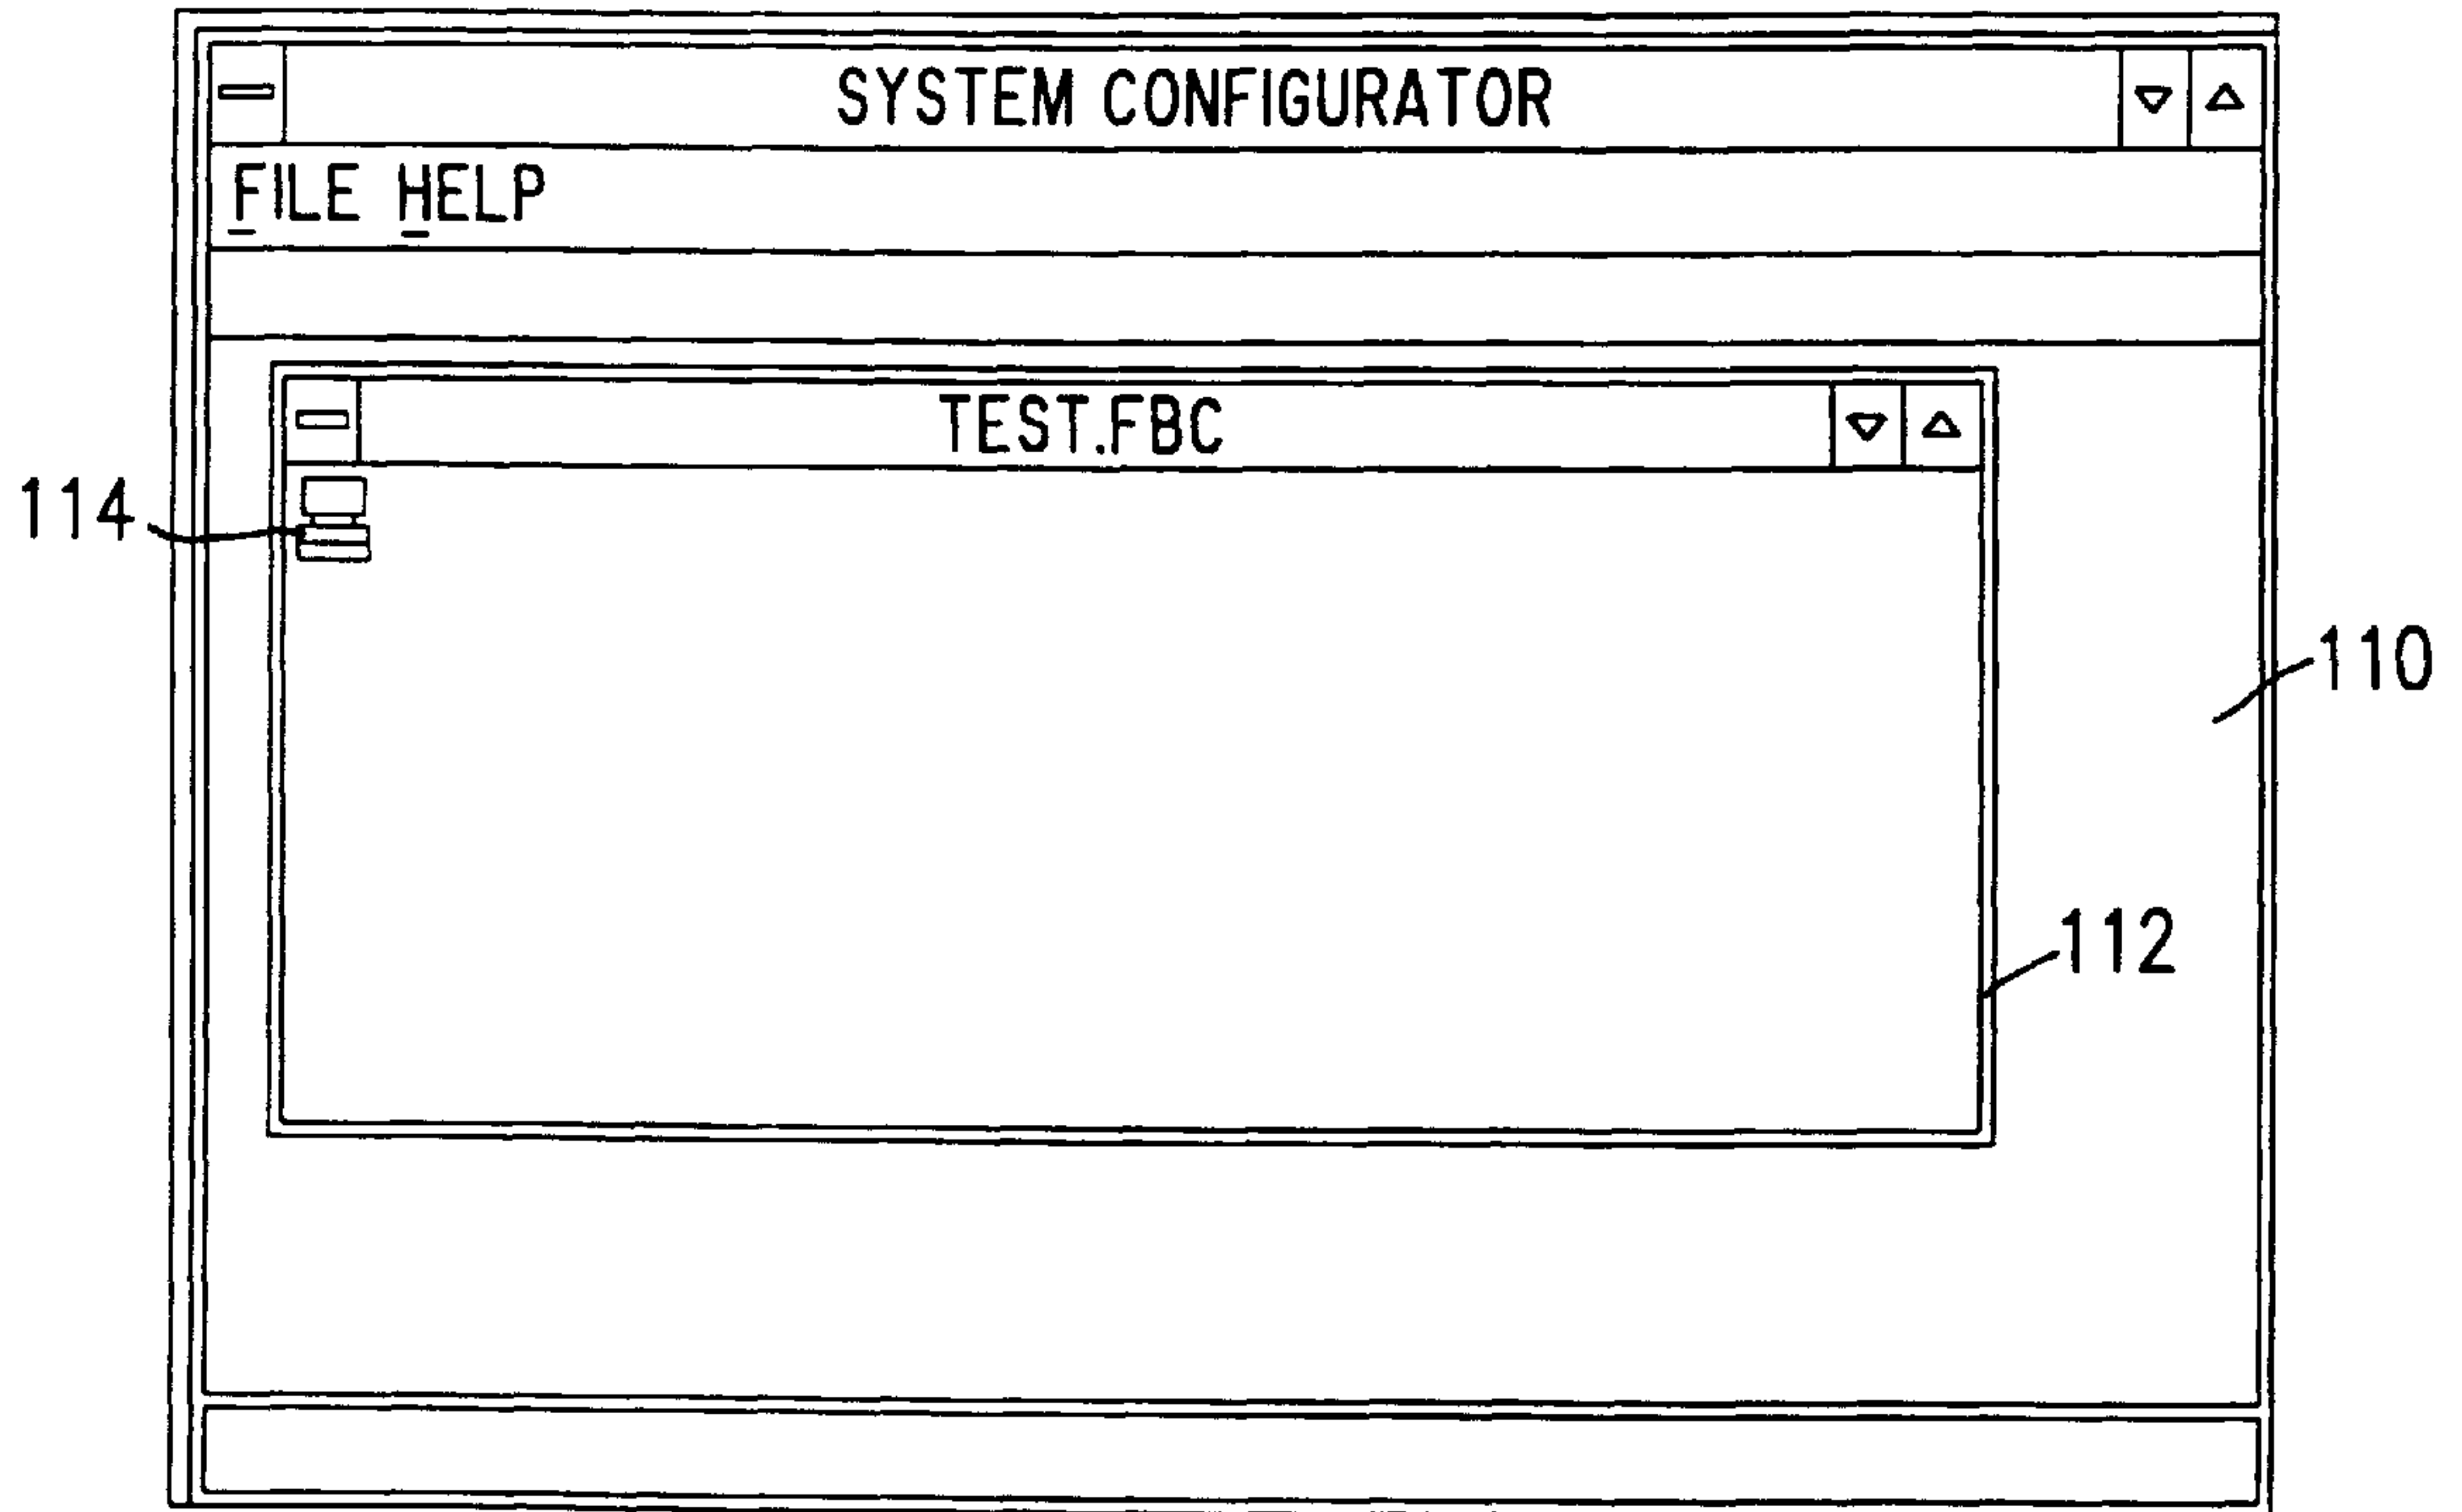 SYSTEM CONFIGURATOR
FILE HELP
TEST.FBC
114
110
112